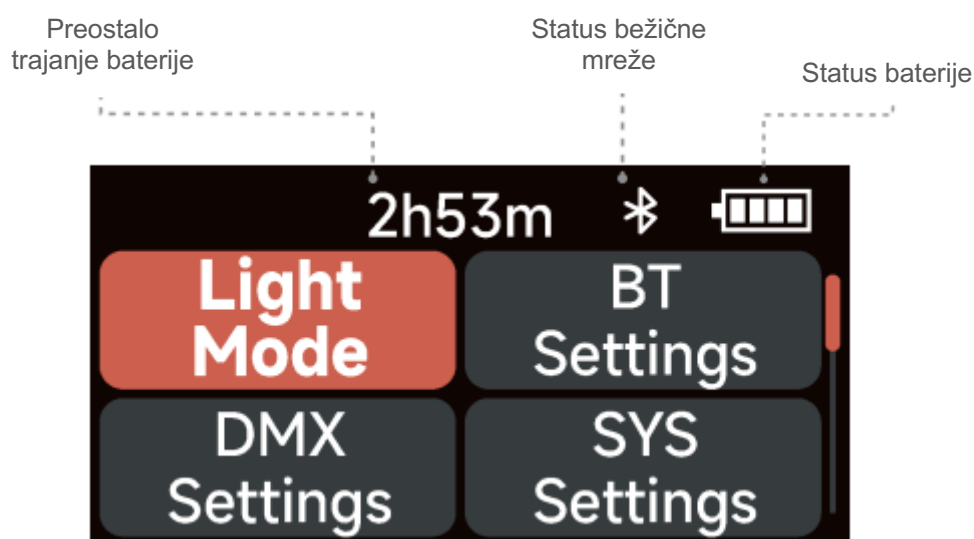 Preostalo
trajanje baterije
Status bežične
mreže
Status baterije
2h53m
Light
Mode
BT
Settings
DMX
Settings
SYS
Settings